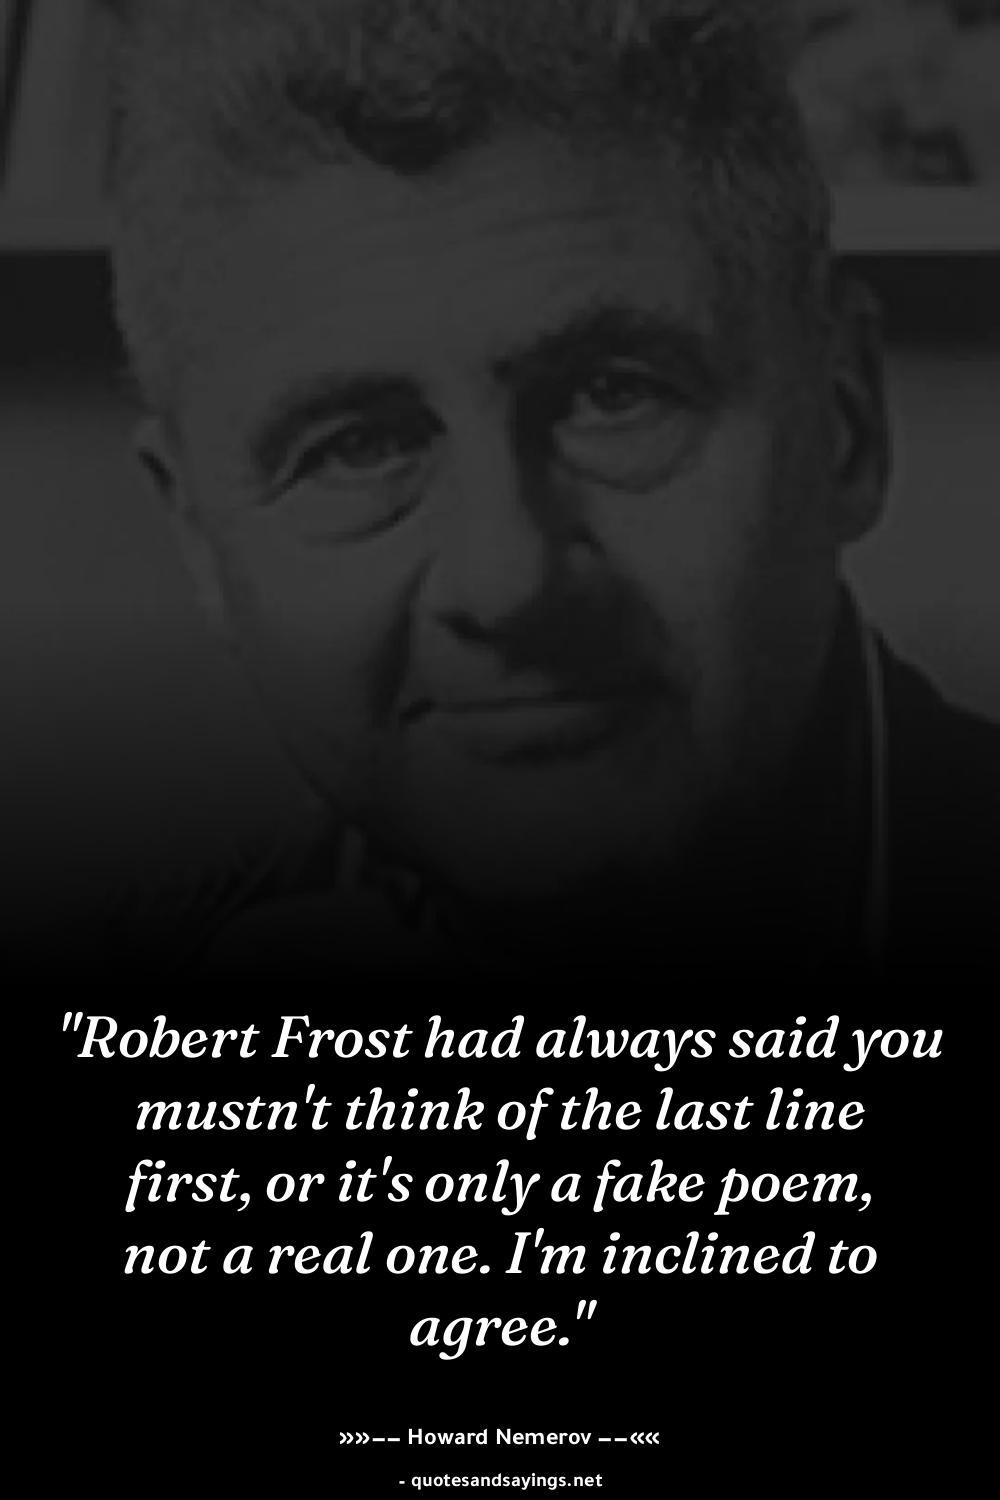 "Robert Frost had always said you
mustn't think of the last line
first, or it's only a fake poem,
not a real one. I'm inclined to
agree."
»»–– Howard Nemerov ––««
- quotesandsayings.net